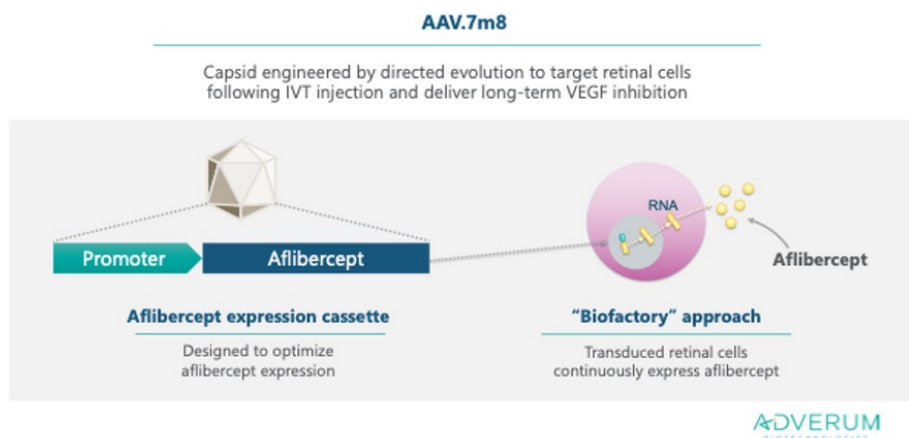 AAV.7m8
Capsid engineered by directed evolution to target retinal cells
following IVT injection and deliver long-term VEGF inhibition
RNA
Promoter
Aflibercept
Aflibercept
Aflibercept expression cassette
Designed to optimize
aflibercept expression
“Biofactory” approach
Transduced retinal cells
continuously express aflibercept
ADVERUM
BIOTECHNOLOGIES